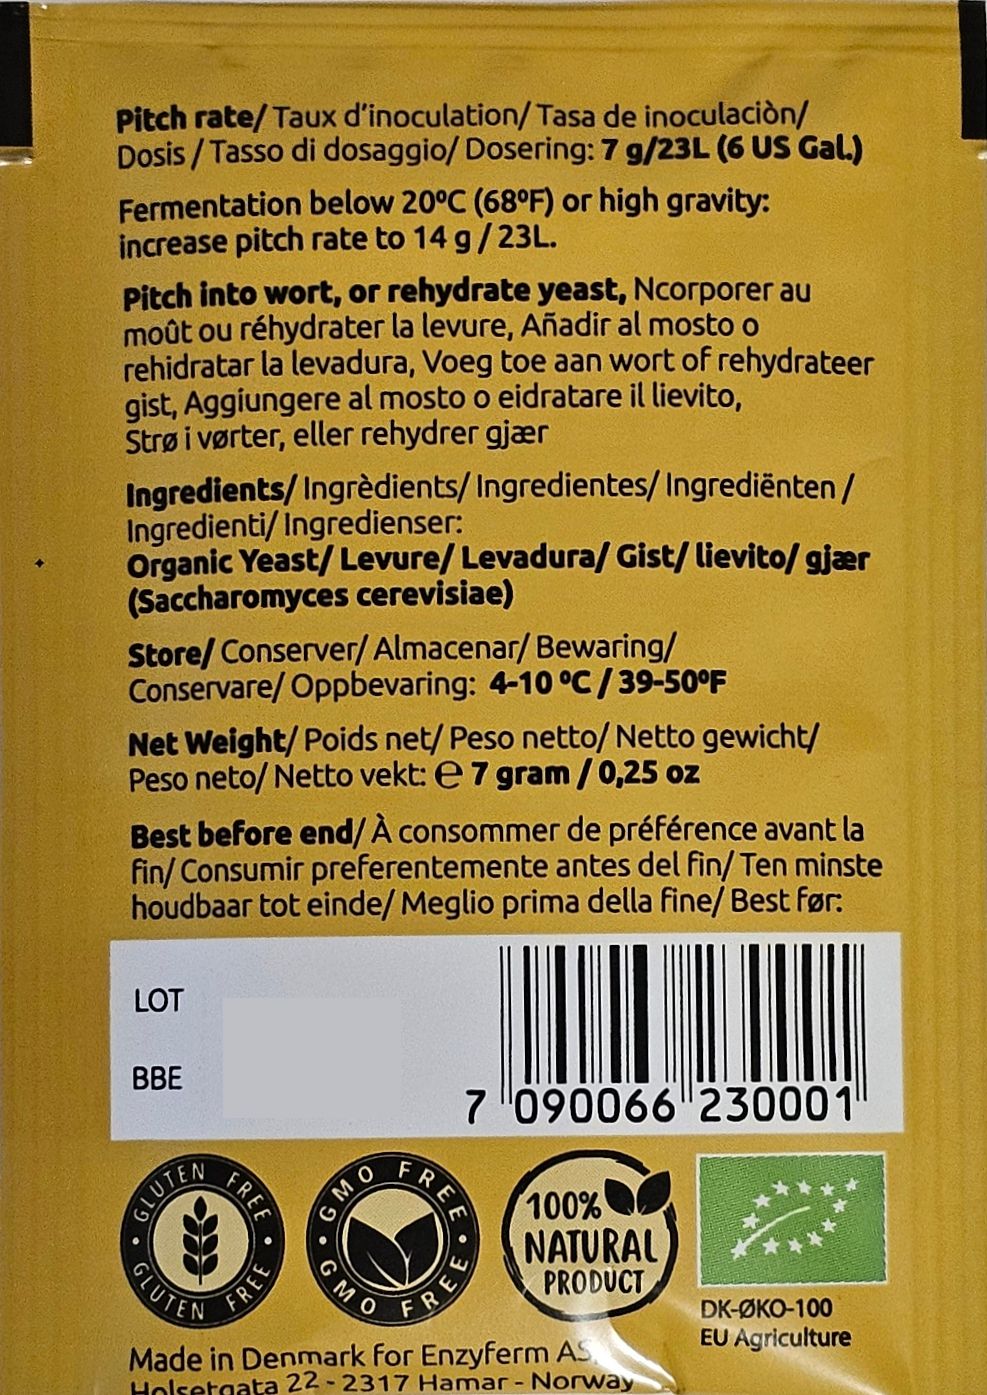 Pitch rate/ Taux d'inoculation/ Tasa de inoculaciòn/
Dosis / Tasso di dosaggio/ Dosering: 7 g/23L (6 US Gal.)
Fermentation below 20ºC (68ºF) or high gravity:
increase pitch rate to 14 g / 23L.
Pitch into wort, or rehydrate yeast, Ncorporer au
moût ou réhydrater la levure, Añadir al mosto o
rehidratar la levadura, Voeg toe aan wort of rehydrateer
gist, Aggiungere al mosto o eidratare il lievito,
Strø i vørter, eller rehydrer gjær
Ingredients/ Ingrèdients/ Ingredientes/ Ingrediënten /
Ingredienti/ Ingredienser:
Organic Yeast/ Levure/ Levadura/ Gist/ lievito/ gjær
(Saccharomyces cerevisiae)
Store/ Conserver/ Almacenar/ Bewaring/
Conservare/ Oppbevaring: 4-10 ºC / 39-50ºF
Net Weight/ Poids net/ Peso netto/ Netto gewicht/
Peso neto/ Netto vekt: ℮ 7 gram / 0,25 oz
Best before end/ À consommer de préférence avant la
fin/ Consumir preferentemente antes del fin/ Ten minste
houdbaar tot einde/ Meglio prima della fine/ Best før:
LOT
BBE
7 090066 230001
GLUTEN FREE • GLUTEN FREE •
GMO FREE • GMO FREE •
100%
NATURAL
PRODUCT
DK-ØKO-100
EU Agriculture
Made in Denmark for Enzyferm AS,
Holsetgata 22 - 2317 Hamar - Norway